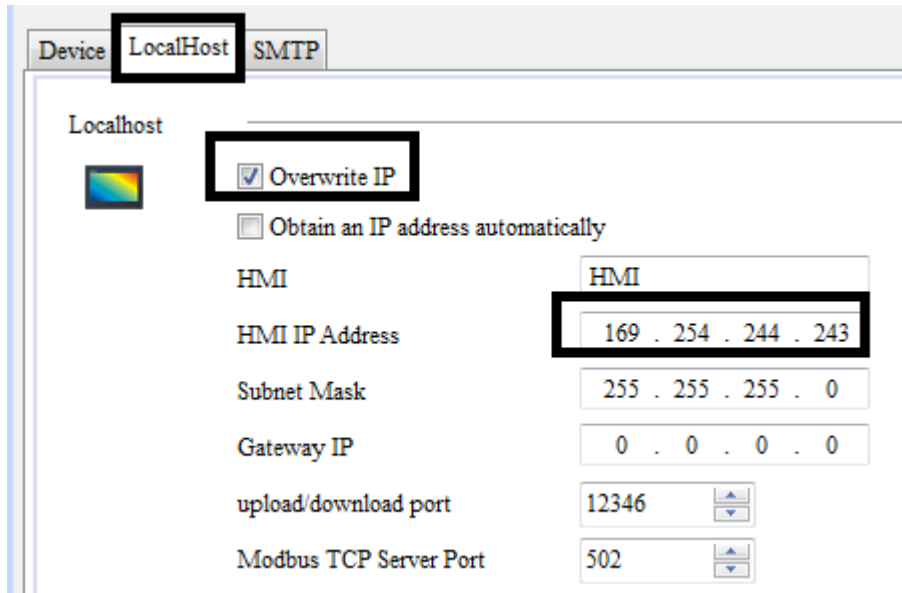 Device LocalHost SMTP
Localhost
Overwrite IP
Obtain an IP address automatically
HMI HMI
HMI IP Address 169 . 254 . 244 . 243
Subnet Mask 255 . 255 . 255 . 0
Gateway IP 0 . 0 . 0 . 0
upload/download port 12346
Modbus TCP Server Port 502